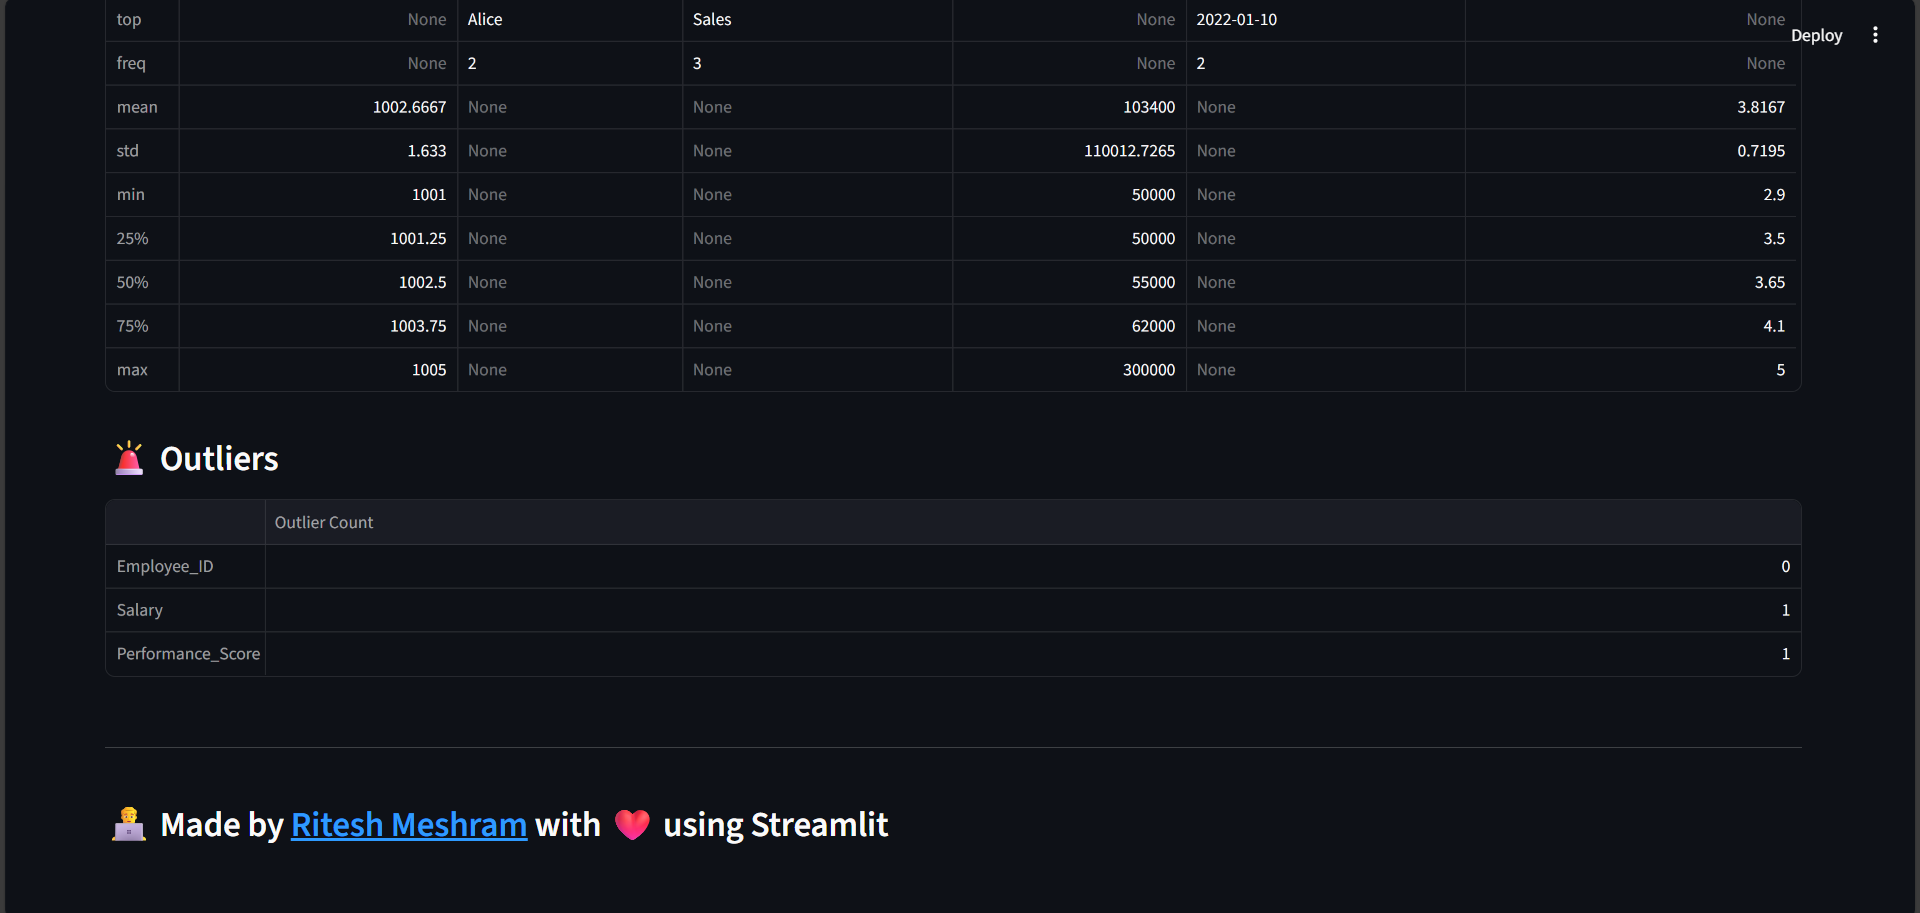 top None Alice Sales None 2022-01-10 None
Deploy
freq None 2 3 None 2 None
mean 1002.6667 None None 103400 None 3.8167
std 1.633 None None 110012.7265 None 0.7195
min 1001 None None 50000 None 2.9
25% 1001.25 None None 50000 None 3.5
50% 1002.5 None None 55000 None 3.65
75% 1003.75 None None 62000 None 4.1
max 1005 None None 300000 None 5
Outliers
Outlier Count
Employee_ID 0
Salary 1
Performance_Score 1
Made by Ritesh Meshram with ❤️ using Streamlit